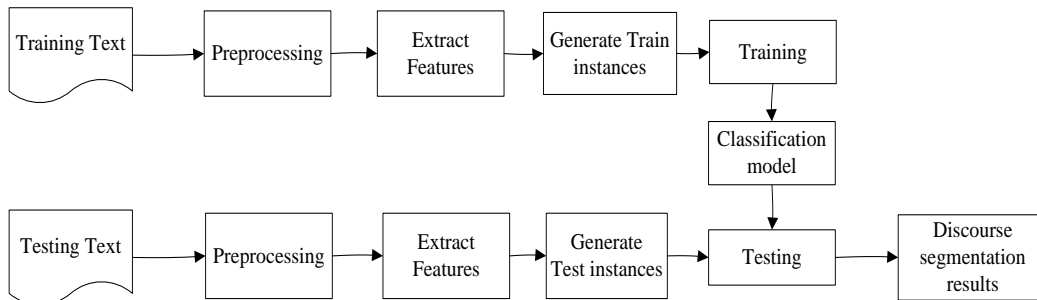 Training Text
Preprocessing
Extract
Features
Generate Train
instances
Training
Classification
model
Testing Text
Preprocessing
Extract
Features
Generate
Test instances
Testing
Discourse
segmentation
results